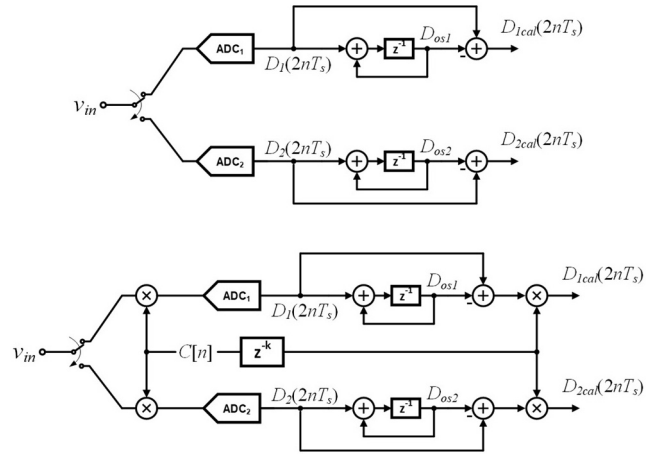 D1cal(2nTs)
ADC1
D1(2nTs)
z-1
Dos1
-
vin
D2(2nTs)
ADC2
z-1
Dos2
-
D2cal(2nTs)
ADC1
D1(2nTs)
z-1
Dos1
-
D1cal(2nTs)
vin
C[n]
z-k
ADC2
D2(2nTs)
z-1
Dos2
-
D2cal(2nTs)